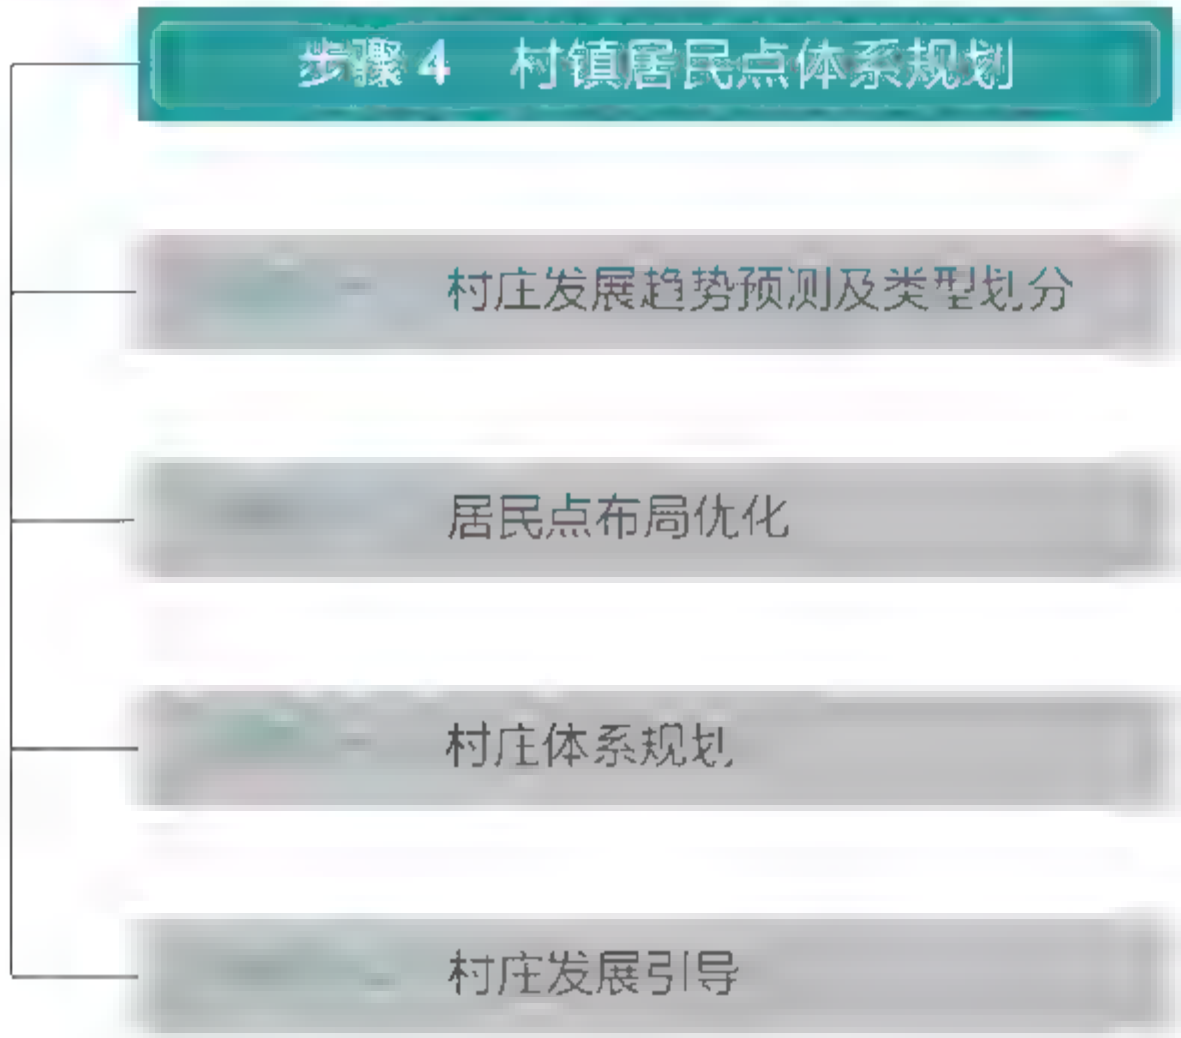 步骤4 村镇居民点体系规划
村庄发展趋势预测及类型划分
居民点布局优化
村庄体系规划
村庄发展引导